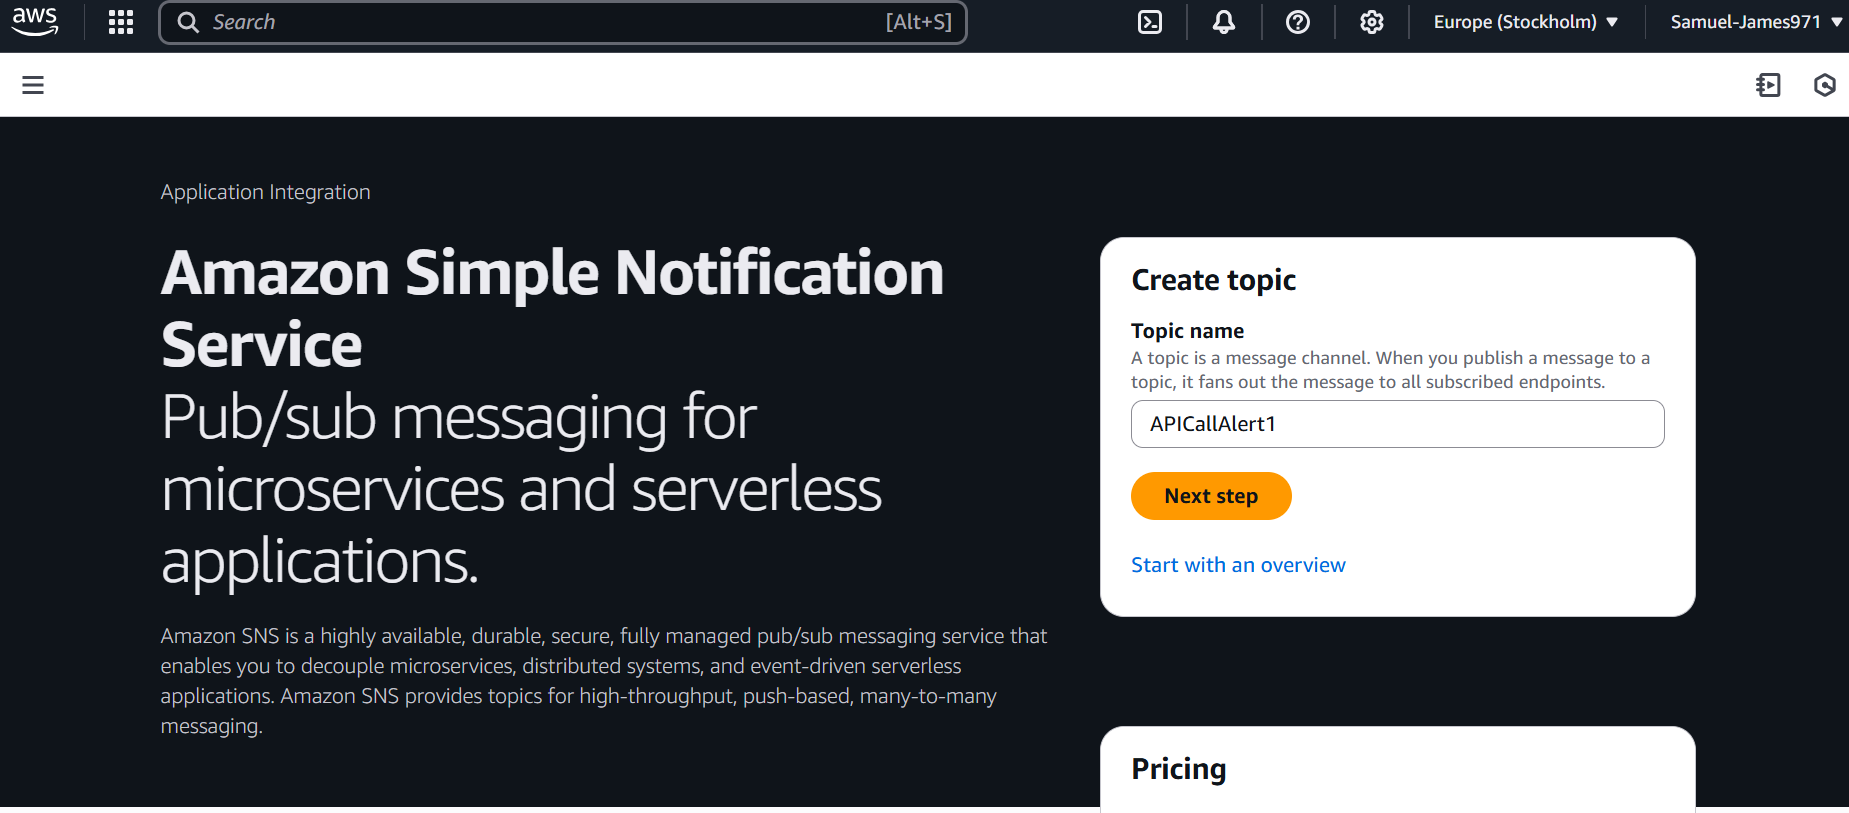 aws
Search
[Alt+S]
Europe (Stockholm)
Samuel-James971
Application Integration
Amazon Simple Notification
Service
Pub/sub messaging for
microservices and serverless
applications.
Amazon SNS is a highly available, durable, secure, fully managed pub/sub messaging service that
enables you to decouple microservices, distributed systems, and event-driven serverless
applications. Amazon SNS provides topics for high-throughput, push-based, many-to-many
messaging.
Create topic
Topic name
A topic is a message channel. When you publish a message to a
topic, it fans out the message to all subscribed endpoints.
APICallAlert1
Next step
Start with an overview
Pricing